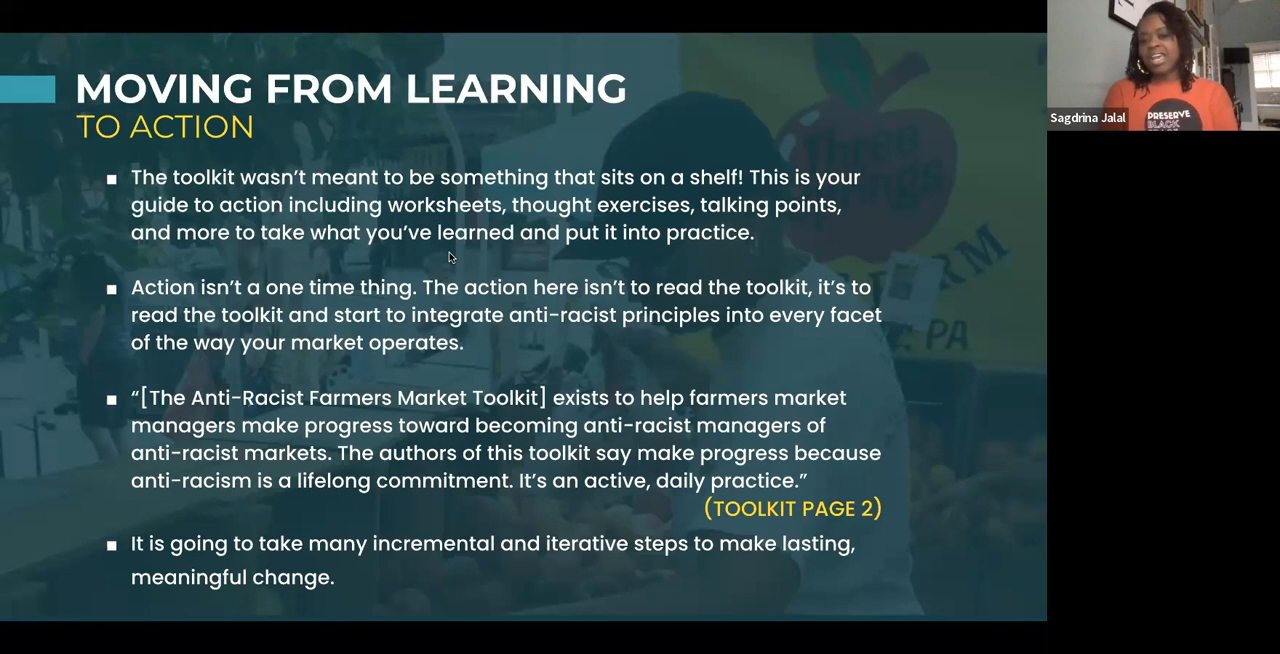 MOVING FROM LEARNING
TO ACTION
▪ The toolkit wasn't meant to be something that sits on a shelf! This is your
guide to action including worksheets, thought exercises, talking points,
and more to take what you've learned and put it into practice.
▪ Action isn't a one time thing. The action here isn't to read the toolkit, it's to
read the toolkit and start to integrate anti-racist principles into every facet
of the way your market operates.
▪ “[The Anti-Racist Farmers Market Toolkit] exists to help farmers market
managers make progress toward becoming anti-racist managers of
anti-racist markets. The authors of this toolkit say make progress because
anti-racism is a lifelong commitment. It's an active, daily practice.”
(TOOLKIT PAGE 2)
▪ It is going to take many incremental and iterative steps to make lasting,
meaningful change.
Three
Springs
FARM
PA
Sagdrina Jalal
PRESERVE
BLACK